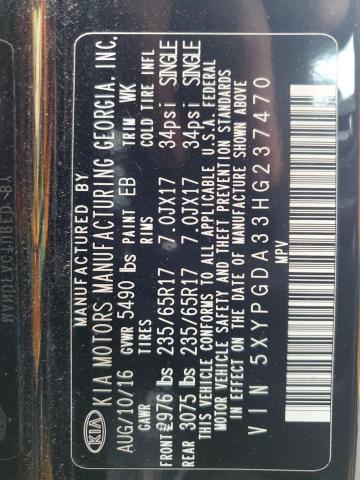 MANUFACTURED BY
KIA KIA MOTORS MANUFACTURING GEORGIA, INC.
AUG/10/16 GVWR 5490 lbs PAINT EB TRIM WK
GAWR TIRES RIMS COLD TIRE INFL
FRONT 2976 lbs 235/65R17 7.0JX17 34psi SINGLE
REAR 3075 lbs 235/65R17 7.0JX17 34psi SINGLE
THIS VEHICLE CONFORMS TO ALL APPLICABLE U.S.A. FEDERAL
MOTOR VEHICLE SAFETY AND THEFT PREVENTION STANDARDS
IN EFFECT ON THE DATE OF MANUFACTURE SHOWN ABOVE
VIN 5XYPGDA33HG237470
MPV
MANUFACTURED BY